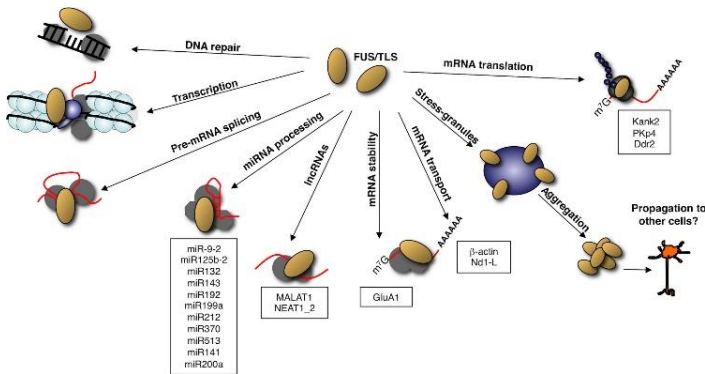 DNA repair
FUS/TLS
mRNA translation
Transcription
Pre-mRNA splicing
miRNA processing
lncRNAs
mRNA stability
mRNA transport
Stress-granules
Aggregation
m⁷G
AAAAAA
Kank2
PKp4
Ddr2
Propagation to
other cells?
miR-9-2
miR125b-2
miR132
miR143
miR192
miR199a
miR212
miR370
miR513
miR141
miR200a
MALAT1
NEAT1_2
m⁷G
AAAAAA
GluA1
β-actin
Nd1-L